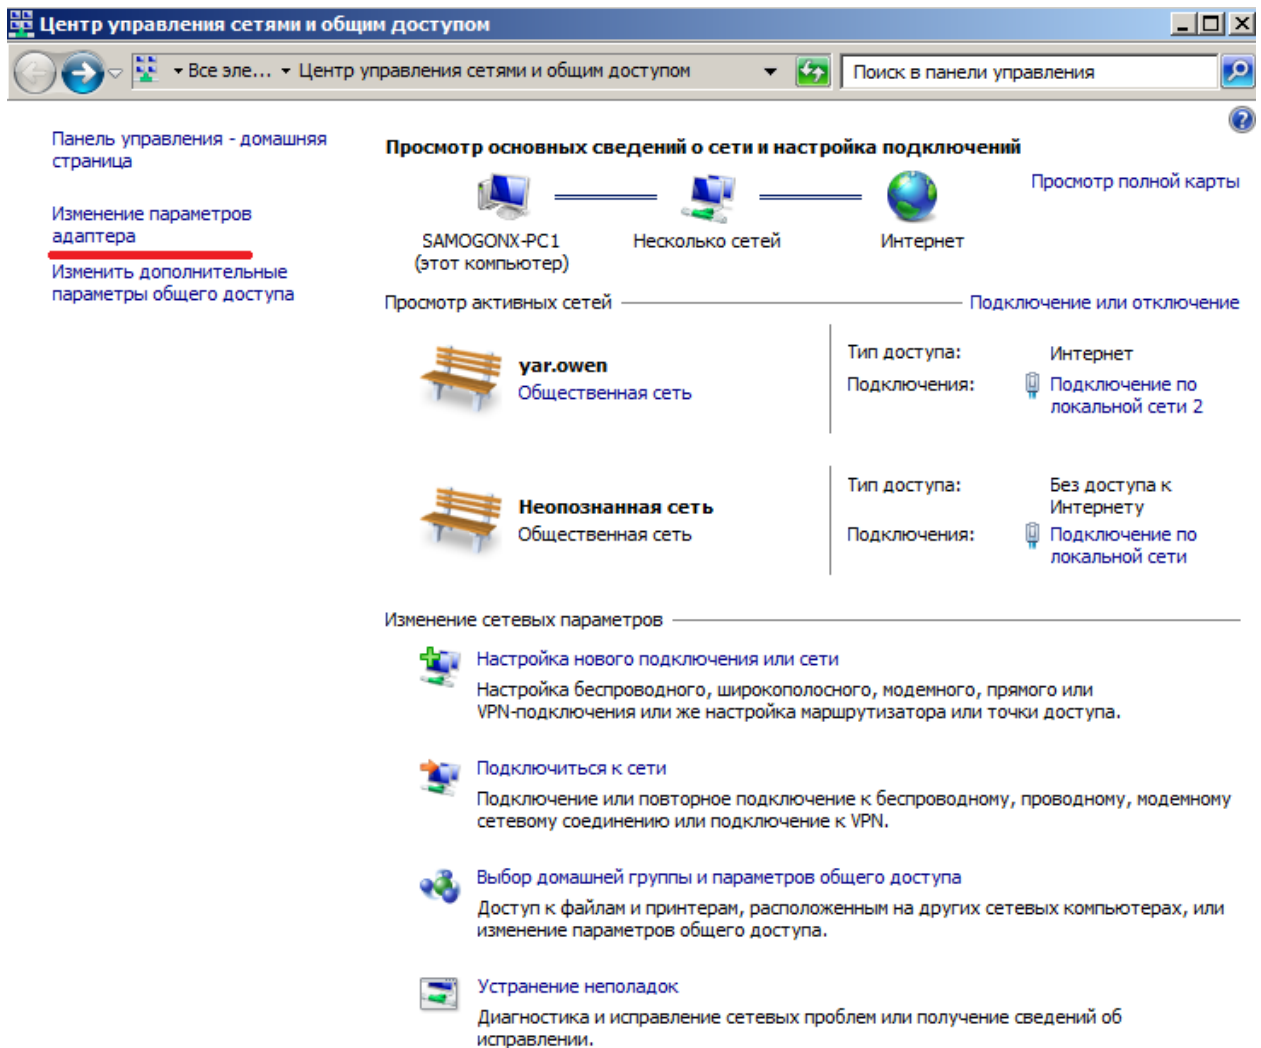 Центр управления сетями и общим доступом
Все эле... Центр управления сетями и общим доступом
Поиск в панели управления
Панель управления - домашняя
страница
Изменение параметров
адаптера
Изменить дополнительные
параметры общего доступа
Просмотр основных сведений о сети и настройка подключений
Просмотр полной карты
SAMOGONX-PC1
(этот компьютер)
Несколько сетей
Интернет
Просмотр активных сетей
Подключение или отключение
yar.owen
Общественная сеть
Тип доступа: Интернет
Подключения: Подключение по
локальной сети 2
Неопознанная сеть
Общественная сеть
Тип доступа: Без доступа к
Интернету
Подключения: Подключение по
локальной сети
Изменение сетевых параметров
Настройка нового подключения или сети
Настройка беспроводного, широкополосного, модемного, прямого или
VPN-подключения или же настройка маршрутизатора или точки доступа.
Подключиться к сети
Подключение или повторное подключение к беспроводному, проводному, модемному
сетевому соединению или подключение к VPN.
Выбор домашней группы и параметров общего доступа
Доступ к файлам и принтерам, расположенным на других сетевых компьютерах, или
изменение параметров общего доступа.
Устранение неполадок
Диагностика и исправление сетевых проблем или получение сведений об
исправлении.